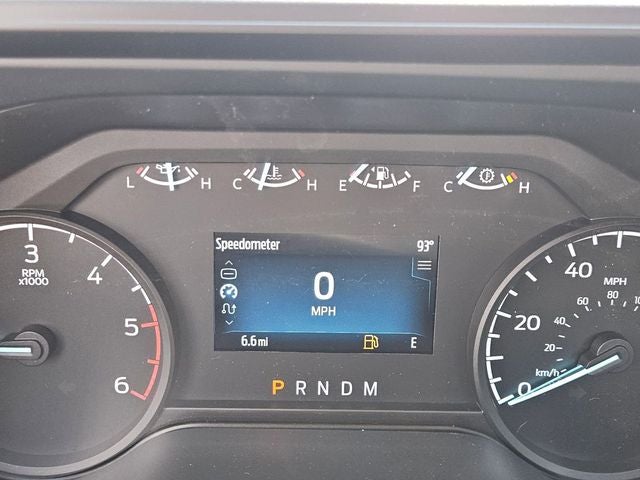 L H C H E F C H
Speedometer 93°
0
MPH
6.6 mi E
P R N D M
3
RPM
x1000
4
5
6
40
MPH
20
0
60 80
40
20
km/h